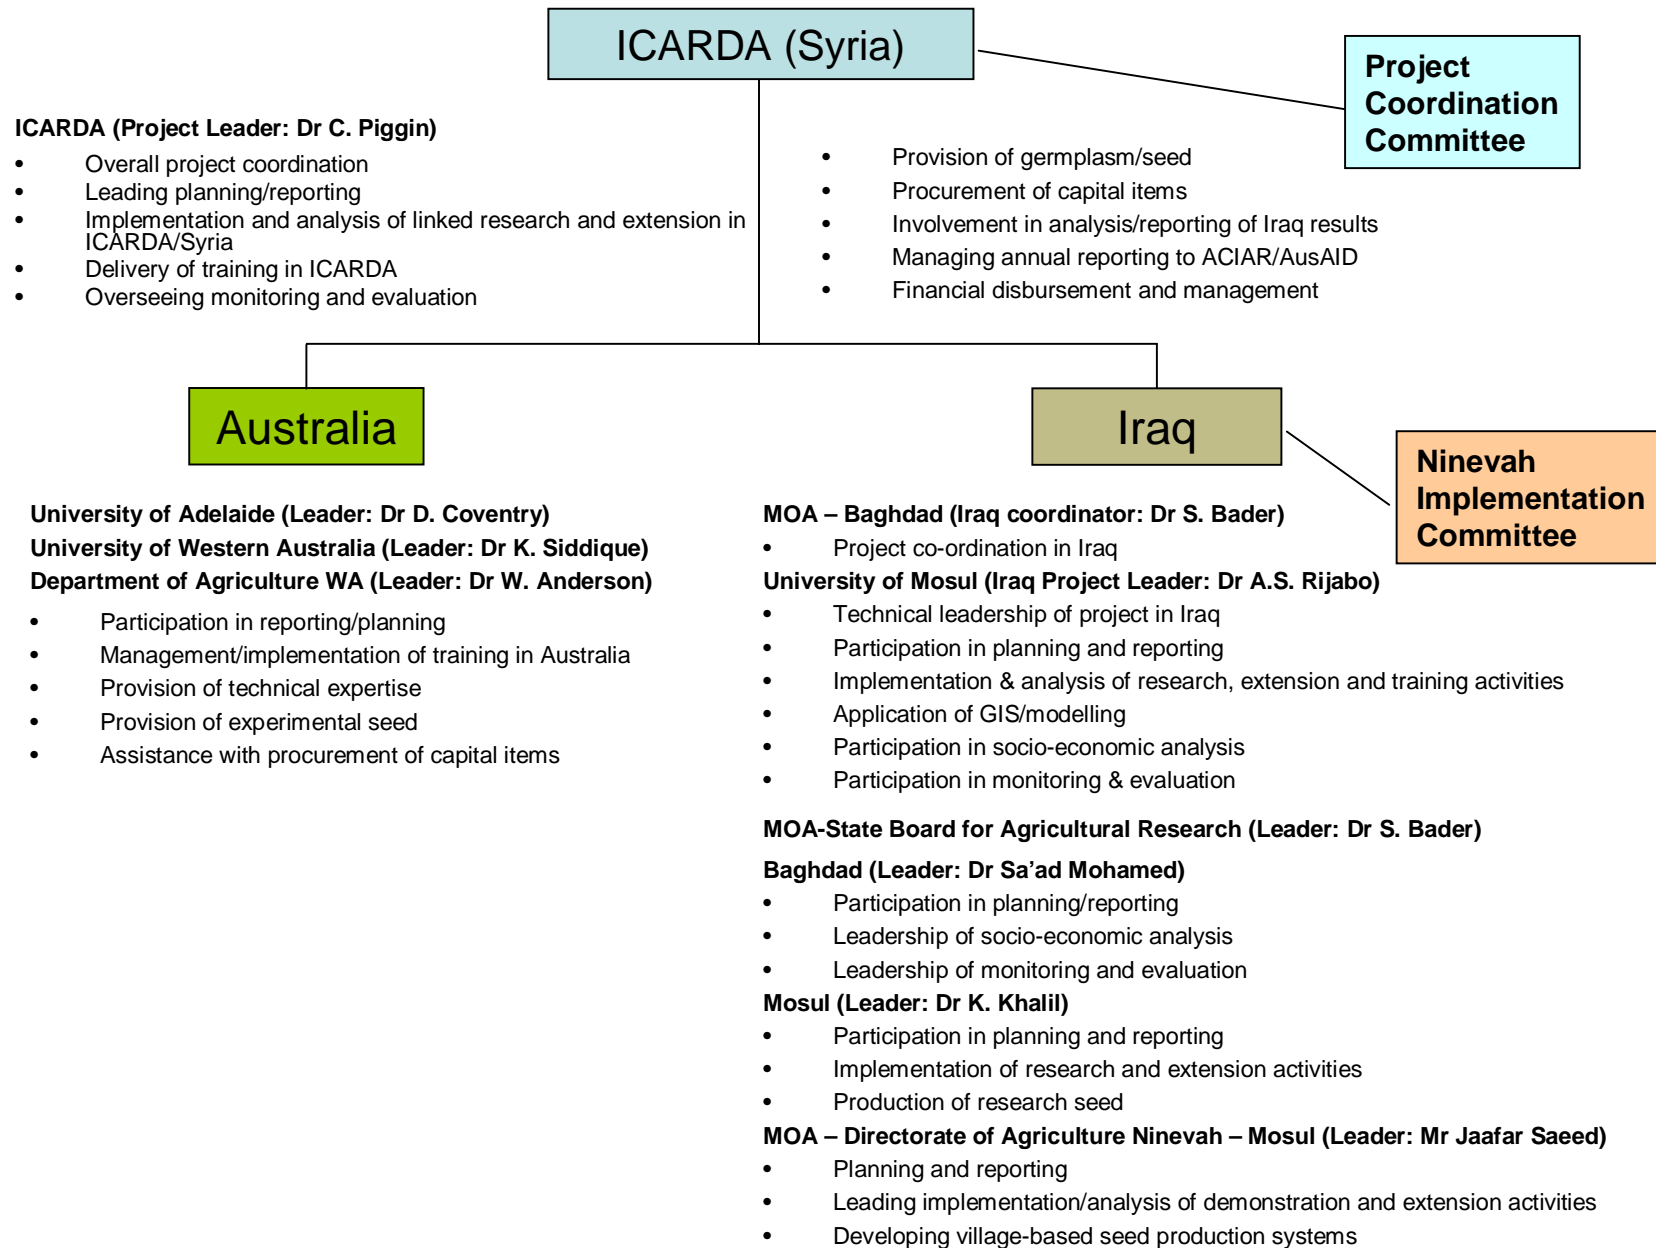 ICARDA (Syria)
Project
Coordination
Committee
ICARDA (Project Leader: Dr C. Piggin)
• Overall project coordination
• Leading planning/reporting
• Implementation and analysis of linked research and extension in
ICARDA/Syria
• Delivery of training in ICARDA
• Overseeing monitoring and evaluation
• Provision of germplasm/seed
• Procurement of capital items
• Involvement in analysis/reporting of Iraq results
• Managing annual reporting to ACIAR/AusAID
• Financial disbursement and management
Australia
Iraq
Ninevah
Implementation
Committee
University of Adelaide (Leader: Dr D. Coventry)
University of Western Australia (Leader: Dr K. Siddique)
Department of Agriculture WA (Leader: Dr W. Anderson)
• Participation in reporting/planning
• Management/implementation of training in Australia
• Provision of technical expertise
• Provision of experimental seed
• Assistance with procurement of capital items
MOA – Baghdad (Iraq coordinator: Dr S. Bader)
• Project co-ordination in Iraq
University of Mosul (Iraq Project Leader: Dr A.S. Rijabo)
• Technical leadership of project in Iraq
• Participation in planning and reporting
• Implementation & analysis of research, extension and training activities
• Application of GIS/modelling
• Participation in socio-economic analysis
• Participation in monitoring & evaluation
MOA-State Board for Agricultural Research (Leader: Dr S. Bader)
Baghdad (Leader: Dr Sa'ad Mohamed)
• Participation in planning/reporting
• Leadership of socio-economic analysis
• Leadership of monitoring and evaluation
Mosul (Leader: Dr K. Khalil)
• Participation in planning and reporting
• Implementation of research and extension activities
• Production of research seed
MOA – Directorate of Agriculture Ninevah – Mosul (Leader: Mr Jaafar Saeed)
• Planning and reporting
• Leading implementation/analysis of demonstration and extension activities
• Developing village-based seed production systems